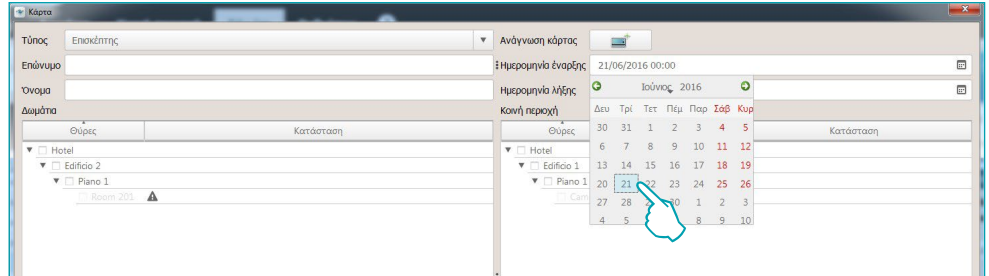 Κάρτα
Τύπος Επισκέπτης
Ανάγνωση κάρτας
Επώνυμο
Ημερομηνία έναρξης 21/06/2016 00:00
Όνομα
Ημερομηνία λήξης
Δωμάτια
Κοινή περιοχή
Θύρες Κατάσταση
Θύρες Κατάσταση
Hotel
Edificio 2
Piano 1
Room 201
Hotel
Edificio 1
Piano 1
Ιούνιος 2016
Δευ Τρί Τετ Πέμ Παρ Σάβ Κυρ
30 31 1 2 3 4 5
6 7 8 9 10 11 12
13 14 15 16 17 18 19
20 21 22 23 24 25 26
27 28 30 1 2 3
4 5 8 9 10